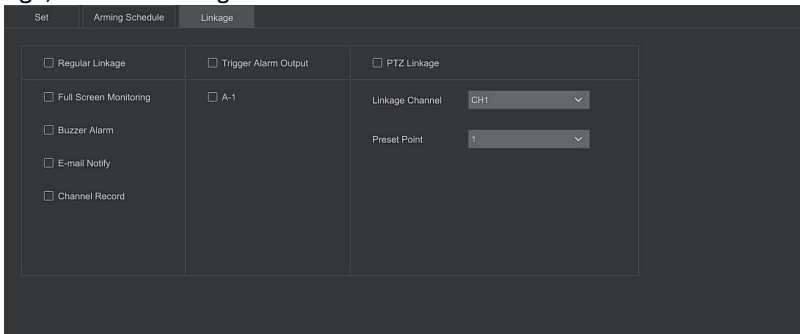 Set Arming Schedule Linkage
Regular Linkage Trigger Alarm Output PTZ Linkage
Full Screen Monitoring A-1 Linkage Channel CH1
Buzzer Alarm
Preset Point 1
E-mail Notify
Channel Record